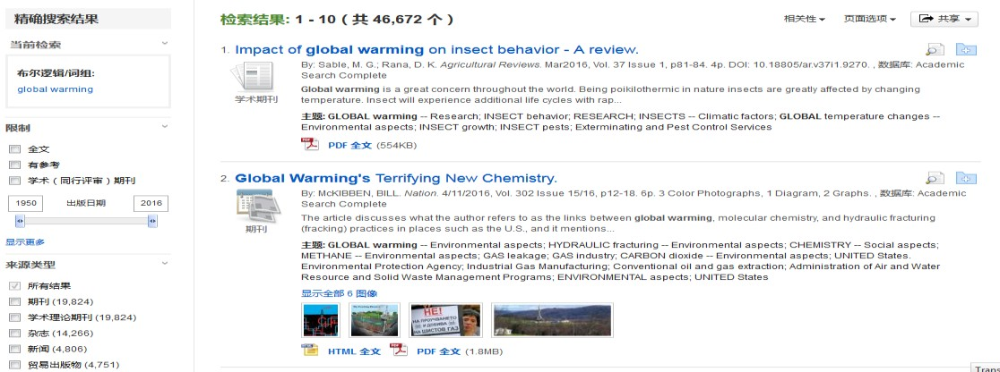 精确搜索结果
当前检索
布尔逻辑/词组:
global warming
限制
全文
有参考
学术（同行评审）期刊
1950 出版日期 2016
显示更多
来源类型
所有结果
期刊 (19,824)
学术理论期刊 (19,824)
杂志 (14,266)
新闻 (4,806)
贸易出版物 (4,751)
检索结果: 1 - 10 ( 共 46,672 个 )
相关性 页面选项 共享
1. Impact of global warming on insect behavior - A review.
学术期刊
By: Sable, M. G.; Rana, D. K. Agricultural Reviews. Mar2016, Vol. 37 Issue 1, p81-84. 4p. DOI: 10.18805/ar.v37i1.9270. , 数据库: Academic
Search Complete
Global warming is a great concern throughout the world. Being poikilothermic in nature insects are greatly affected by changing
temperature. Insect will experience additional life cycles with rap...
主题: GLOBAL warming -- Research; INSECT behavior; RESEARCH; INSECTS -- Climatic factors; GLOBAL temperature changes --
Environmental aspects; INSECT growth; INSECT pests; Exterminating and Pest Control Services
PDF 全文 (554KB)
2. Global Warming's Terrifying New Chemistry.
期刊
By: McKIBBEN, BILL. Nation. 4/11/2016, Vol. 302 Issue 15/16, p12-18. 6p. 3 Color Photographs, 1 Diagram, 2 Graphs. , 数据库: Academic
Search Complete
The article discusses what the author refers to as the links between global warming, molecular chemistry, and hydraulic fracturing
(fracking) practices in places such as the U.S., and it mentions...
主题: GLOBAL warming -- Environmental aspects; HYDRAULIC fracturing -- Environmental aspects; CHEMISTRY -- Social aspects;
METHANE -- Environmental aspects; GAS leakage; GAS industry; CARBON dioxide -- Environmental aspects; UNITED States.
Environmental Protection Agency; Industrial Gas Manufacturing; Conventional oil and gas extraction; Administration of Air and Water
Resource and Solid Waste Management Programs; ENVIRONMENTAL aspects; UNITED States
显示全部 6 图像
НЕ!
НА ПРОУЧВАНЕТО
И ДОБИВА
НА ШИСТОВ ГАЗ
HTML 全文 PDF 全文 (1.8MB)
Trans